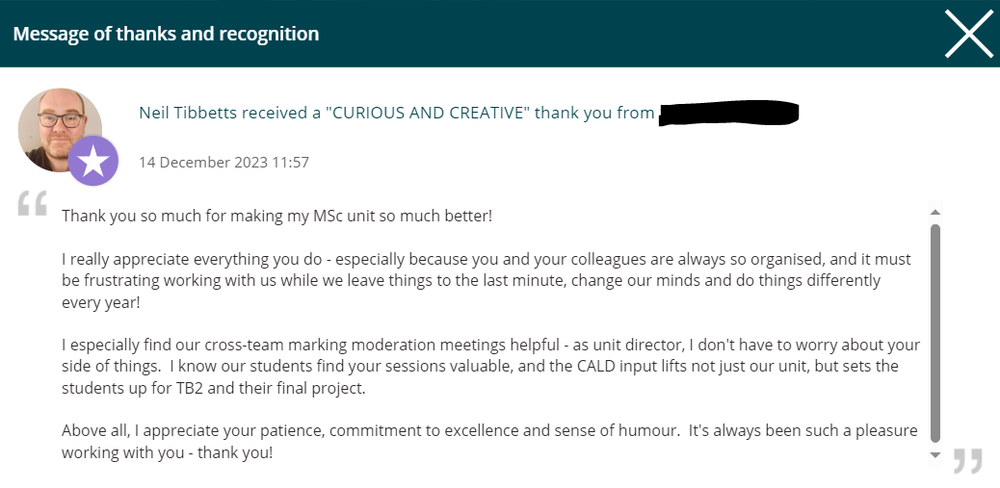 Message of thanks and recognition
Neil Tibbetts received a "CURIOUS AND CREATIVE" thank you from
14 December 2023 11:57
Thank you so much for making my MSc unit so much better!
I really appreciate everything you do - especially because you and your colleagues are always so organised, and it must
be frustrating working with us while we leave things to the last minute, change our minds and do things differently
every year!
I especially find our cross-team marking moderation meetings helpful - as unit director, I don't have to worry about your
side of things.  I know our students find your sessions valuable, and the CALD input lifts not just our unit, but sets the
students up for TB2 and their final project.
Above all, I appreciate your patience, commitment to excellence and sense of humour.  It's always been such a pleasure
working with you - thank you!